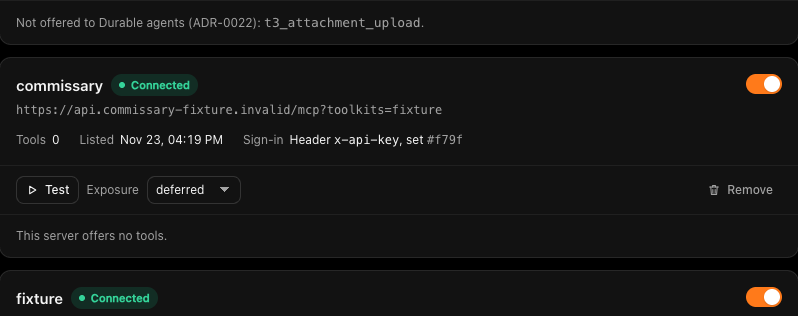 Not offered to Durable agents (ADR-0022): t3_attachment_upload.
commissary Connected
https://api.commissary-fixture.invalid/mcp?toolkits=fixture
Tools 0 Listed Nov 23, 04:19 PM Sign-in Header x-api-key, set #f79f
Test Exposure deferred Remove
This server offers no tools.
fixture Connected